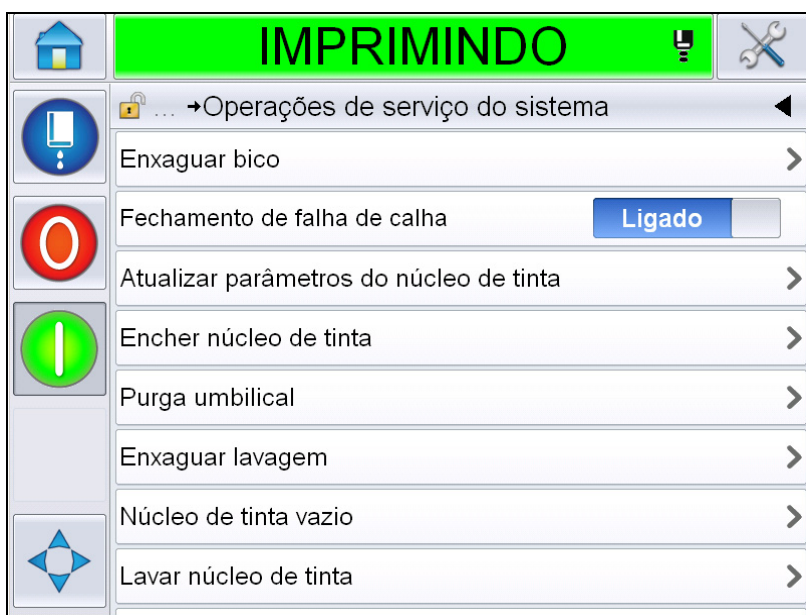 IMPRIMINDO
... →Operações de serviço do sistema
Enxaguar bico
Fechamento de falha de calha Ligado
Atualizar parâmetros do núcleo de tinta
Encher núcleo de tinta
Purga umbilical
Enxaguar lavagem
Núcleo de tinta vazio
Lavar núcleo de tinta